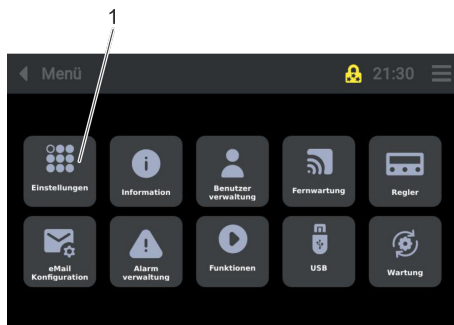 1
Menü
21:30
Einstellungen
Information
Benutzer
verwaltung
Fernwartung
Regler
eMail
Konfiguration
Alarm
verwaltung
Funktionen
USB
Wartung